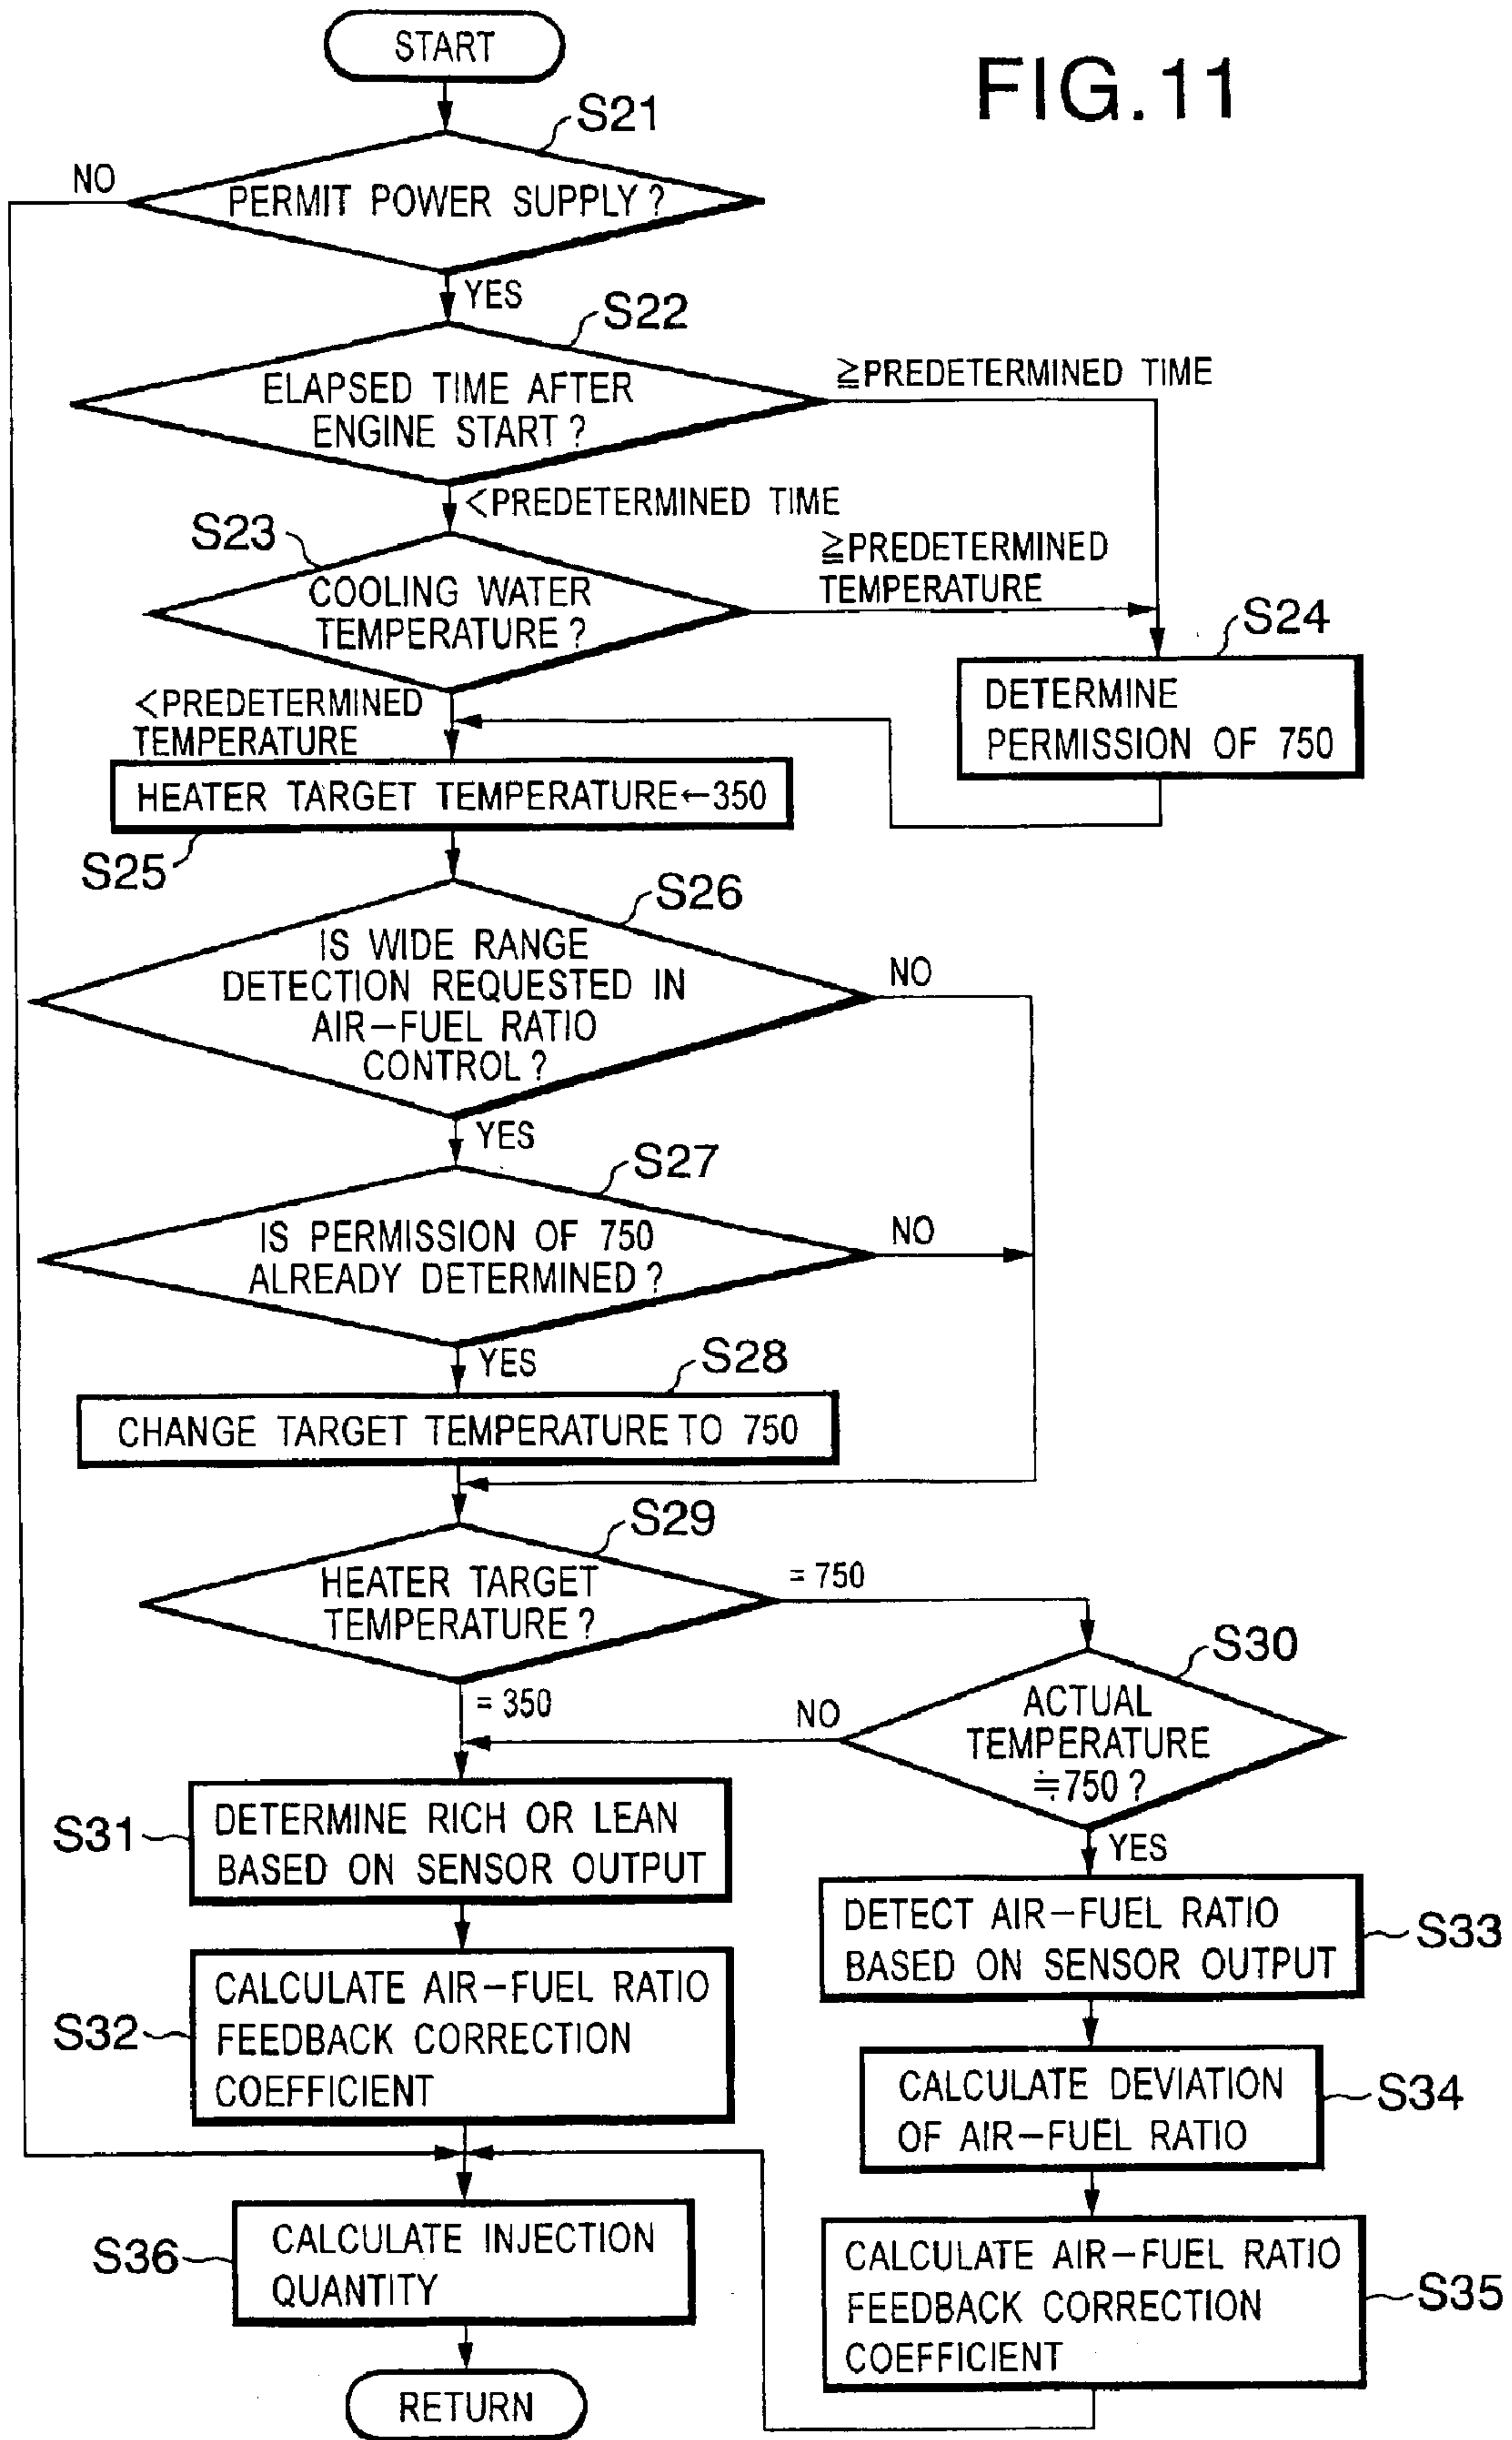 START
FIG.11
S21
NO
PERMIT POWER SUPPLY?
YES
S22
ELAPSED TIME AFTER
ENGINE START?
≧PREDETERMINED TIME
<PREDETERMINED TIME
S23
COOLING WATER
TEMPERATURE?
≧PREDETERMINED
TEMPERATURE
S24
DETERMINE
PERMISSION OF 750
<PREDETERMINED
TEMPERATURE
HEATER TARGET TEMPERATURE←350
S25
S26
IS WIDE RANGE
DETECTION REQUESTED IN
AIR-FUEL RATIO
CONTROL?
NO
YES
S27
IS PERMISSION OF 750
ALREADY DETERMINED?
NO
YES
S28
CHANGE TARGET TEMPERATURE TO 750
S29
HEATER TARGET
TEMPERATURE?
= 750
= 350
S30
ACTUAL
TEMPERATURE
≒750?
NO
YES
S31
DETERMINE RICH OR LEAN
BASED ON SENSOR OUTPUT
S33
DETECT AIR-FUEL RATIO
BASED ON SENSOR OUTPUT
S32
CALCULATE AIR-FUEL RATIO
FEEDBACK CORRECTION
COEFFICIENT
S34
CALCULATE DEVIATION
OF AIR-FUEL RATIO
S36
CALCULATE INJECTION
QUANTITY
S35
CALCULATE AIR-FUEL RATIO
FEEDBACK CORRECTION
COEFFICIENT
RETURN